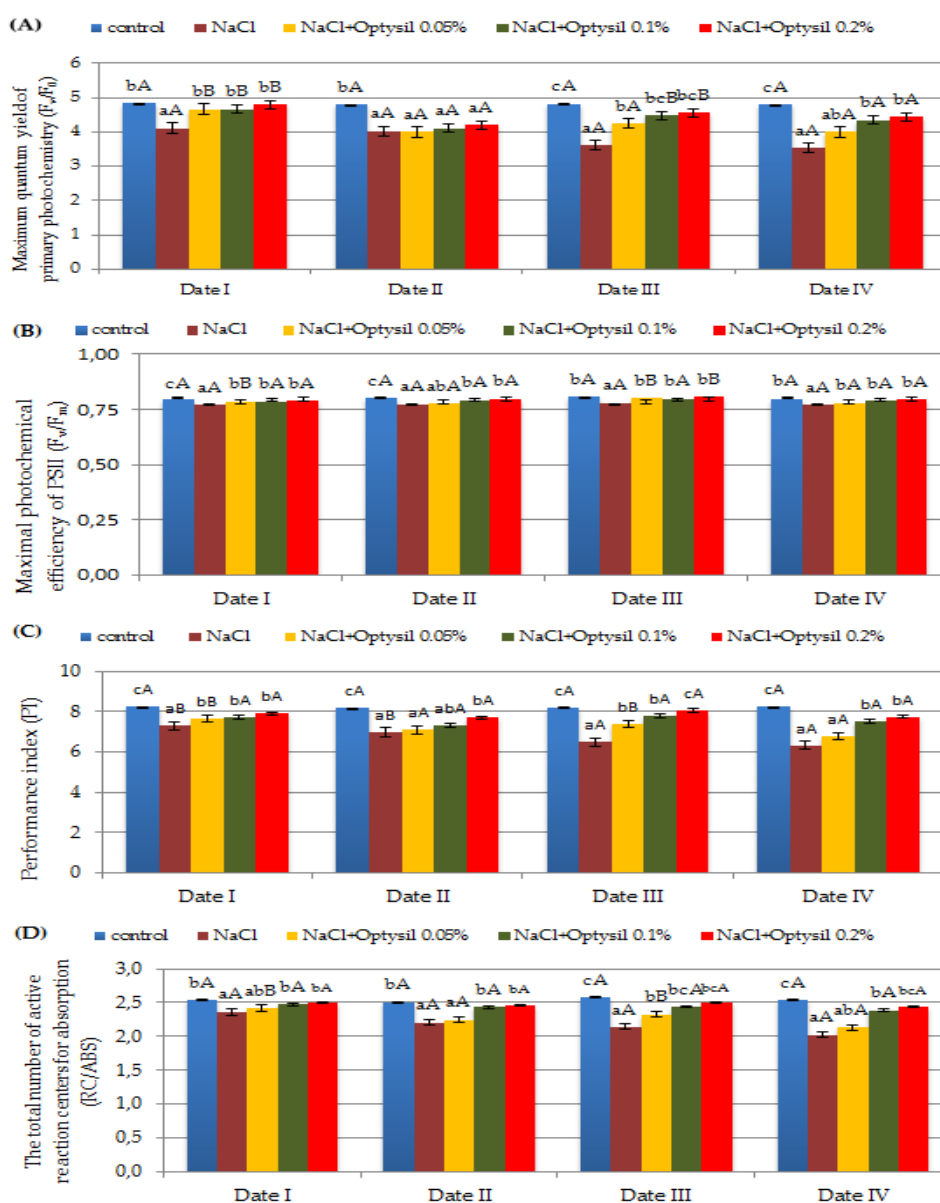 (A)
control NaCl NaCl+Optysil 0.05% NaCl+Optysil 0.1% NaCl+Optysil 0.2%
Maximum quantum yieldof
primary photochemistry (Fv/F0)
6
5
4
3
2
1
0
bA aA bB bB bB
bA aA aA aA aA
cA aA bA bcB bcB
cA aA abA bA bA
Date I Date II Date III Date IV
(B)
control NaCl NaCl+Optysil 0.05% NaCl+Optysil 0.1% NaCl+Optysil 0.2%
Maximal photochemical
efficiency of PSII (Fv/Fm)
1,00
0,75
0,50
0,25
0,00
cA aA bB bA bA
cA aA abA bA bA
bA aA bB bA bB
bA aA bA bA bA
Date I Date II Date III Date IV
(C)
control NaCl NaCl+Optysil 0.05% NaCl+Optysil 0.1% NaCl+Optysil 0.2%
Performance index (PI)
10
8
6
4
2
0
cA aB bB bA bA
cA aB aA abA bA
cA aA bB bA cA
cA aA aA bA bA
Date I Date II Date III Date IV
(D)
control NaCl NaCl+Optysil 0.05% NaCl+Optysil 0.1% NaCl+Optysil 0.2%
The total number of active
reaction centersfor absorption
(RC/ABS)
3,0
2,5
2,0
1,5
1,0
0,5
0,0
bA aA abB bA bA
bA aA aA bA bA
cA aA bB bcA bcA
cA aA abA bA bcA
Date I Date II Date III Date IV